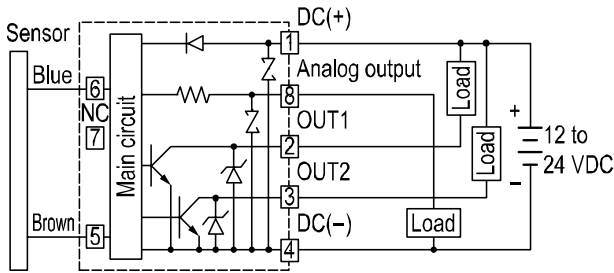 DC(+)
Sensor
1
Blue
Analog output
6
8
NC
OUT1
7
Main circuit
2
Load
Load
+
12 to
24 VDC
−
OUT2
3
Brown
5
DC(−)
4
Load